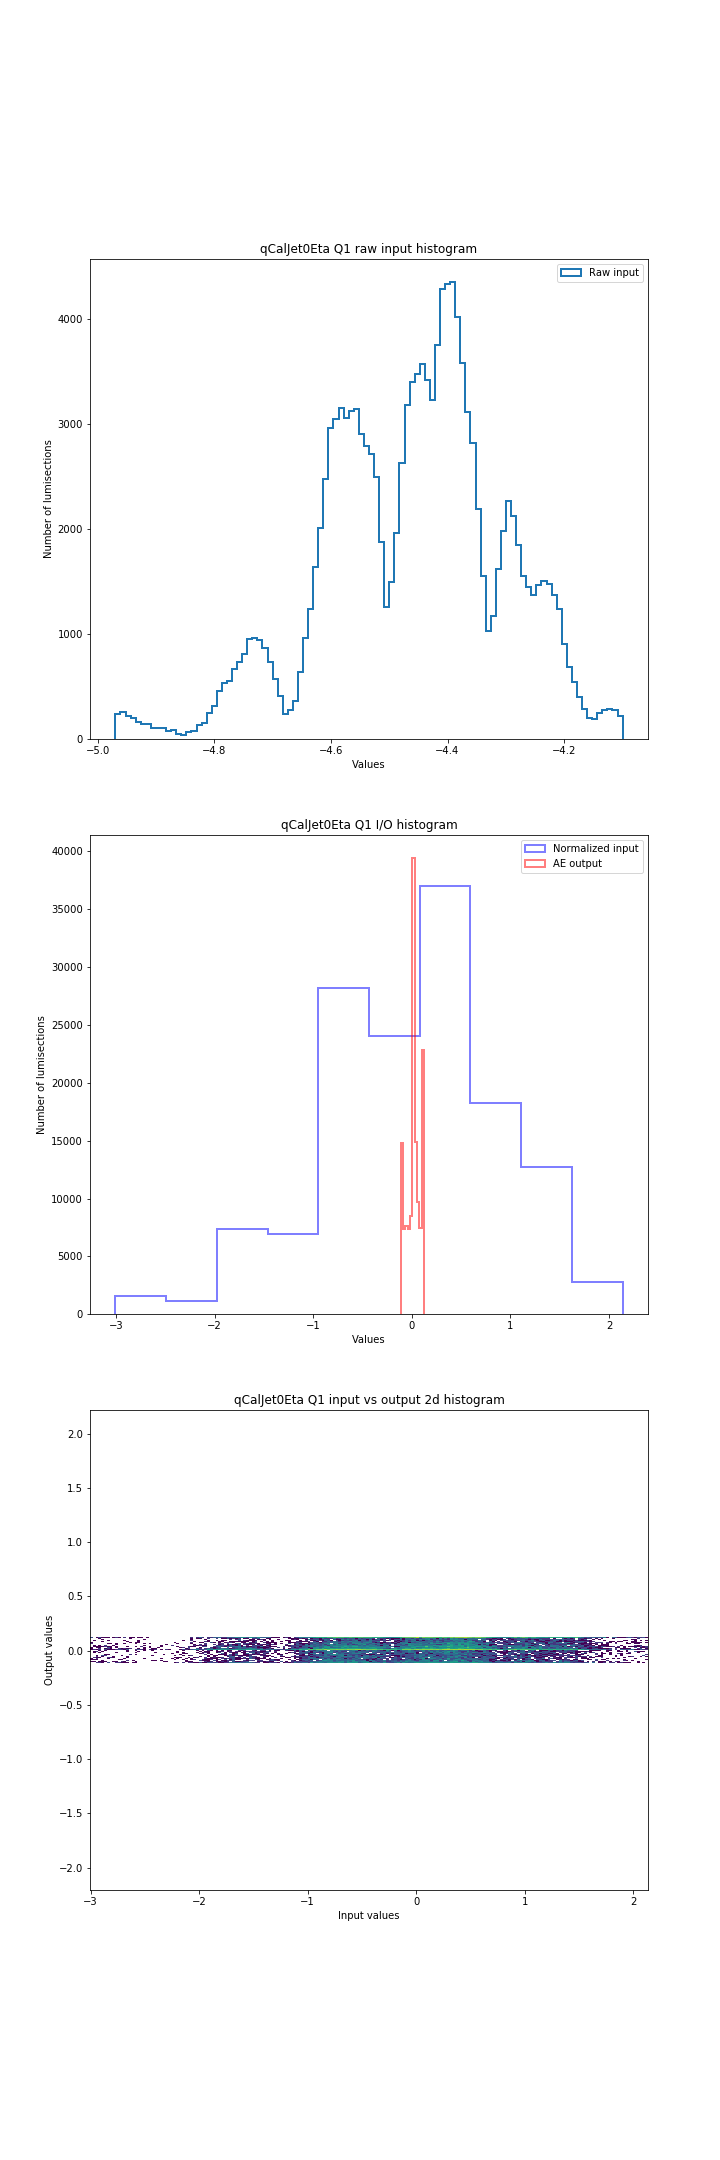 qCalJet0Eta Q1 raw input histogram
Raw input
4000
3000
2000
1000
0
Number of lumisections
−5.0 −4.8 −4.6 −4.4 −4.2
Values
qCalJet0Eta Q1 I/O histogram
Normalized input
AE output
40000
35000
30000
25000
20000
15000
10000
5000
0
Number of lumisections
−3 −2 −1 0 1 2
Values
qCalJet0Eta Q1 input vs output 2d histogram
2.0
1.5
1.0
0.5
0.0
−0.5
−1.0
−1.5
−2.0
Output values
−3 −2 −1 0 1 2
Input values